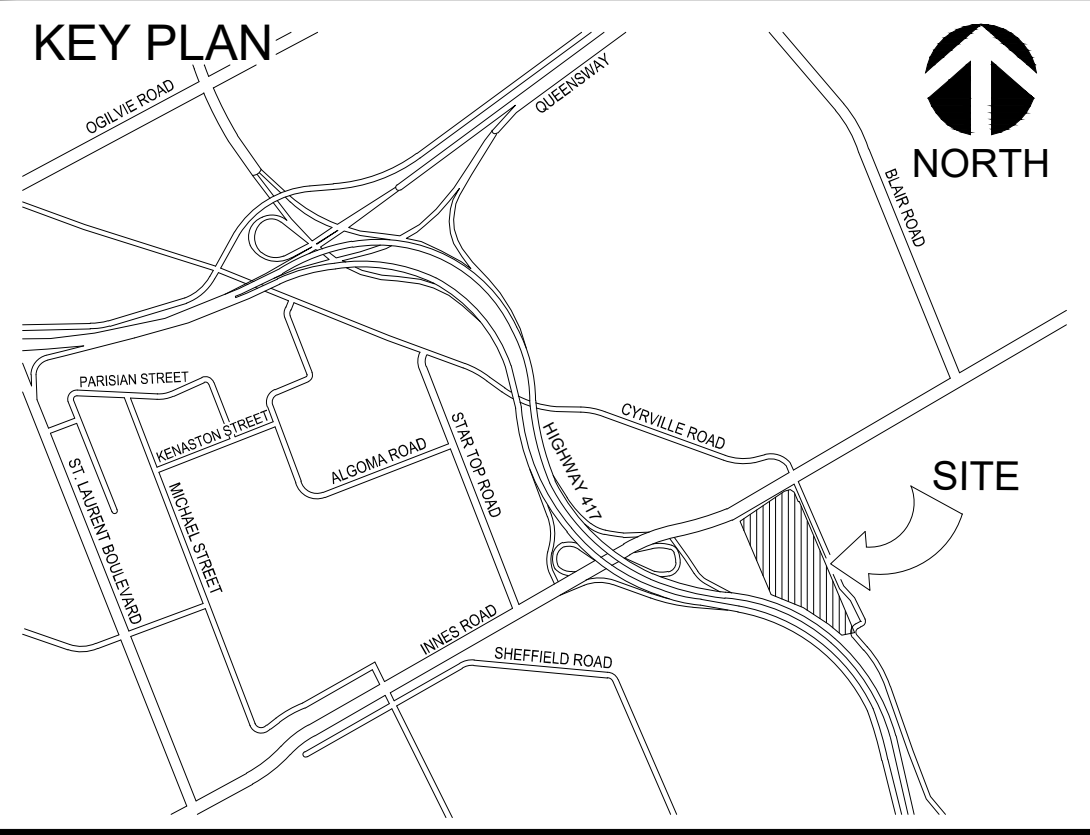 KEY PLAN
OGILVIE ROAD
QUEENSWAY
NORTH
BLAIR ROAD
PARISIAN STREET
KENASTON STREET
ALGOMA ROAD
STAR TOP ROAD
HIGHWAY 417
CYRVILLE ROAD
SITE
ST. LAURENT BOULEVARD
MICHAEL STREET
INNES ROAD
SHEFFIELD ROAD